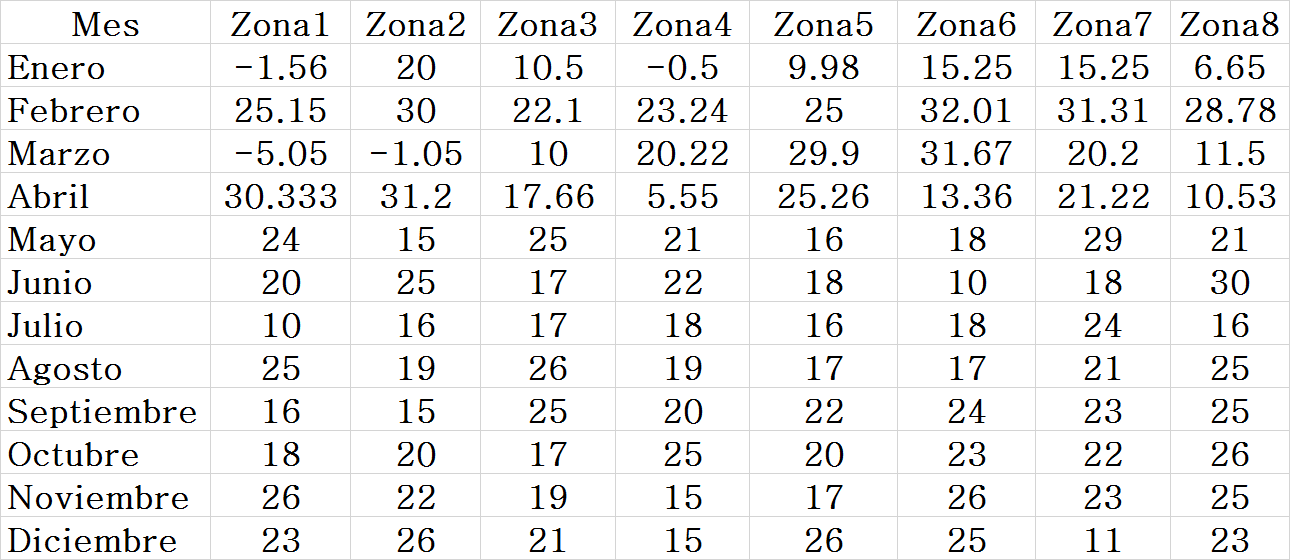 Mes Zona1 Zona2 Zona3 Zona4 Zona5 Zona6 Zona7 Zona8
Enero -1.56 20 10.5 -0.5 9.98 15.25 15.25 6.65
Febrero 25.15 30 22.1 23.24 25 32.01 31.31 28.78
Marzo -5.05 -1.05 10 20.22 29.9 31.67 20.2 11.5
Abril 30.333 31.2 17.66 5.55 25.26 13.36 21.22 10.53
Mayo 24 15 25 21 16 18 29 21
Junio 20 25 17 22 18 10 18 30
Julio 10 16 17 18 16 18 24 16
Agosto 25 19 26 19 17 17 21 25
Septiembre 16 15 25 20 22 24 23 25
Octubre 18 20 17 25 20 23 22 26
Noviembre 26 22 19 15 17 26 23 25
Diciembre 23 26 21 15 26 25 11 23